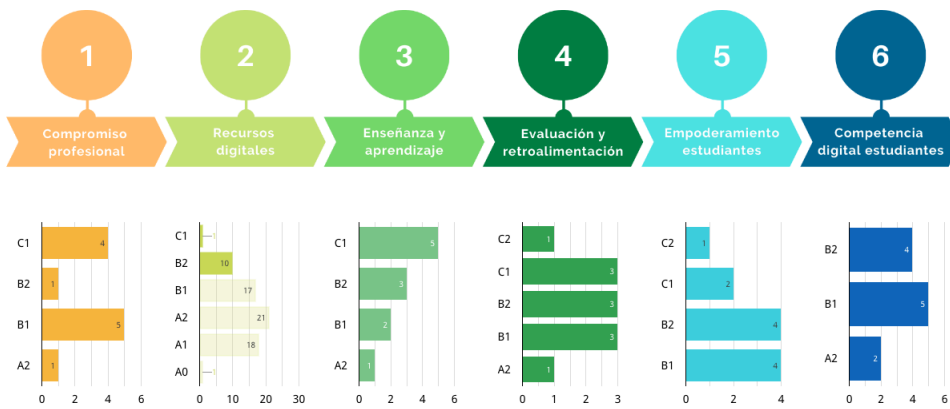 1
2
3
4
5
6
Compromiso
profesional
Recursos
digitales
Enseñanza y
aprendizaje
Evaluación y
retroalimentación
Empoderamiento
estudiantes
Competencia
digital estudiantes
C1 4
B2 1
B1 5
A2 1
0 2 4 6
C1 1
B2 10
B1 17
A2 21
A1 18
A0 1
0 10 20 30
C1 5
B2 3
B1 2
A2 1
0 2 4 6
C2 1
C1 3
B2 3
B1 3
A2 1
0 1 2 3
C2 1
C1 2
B2 4
B1 4
0 1 2 3 4
B2 4
B1 5
A2 2
0 2 4 6